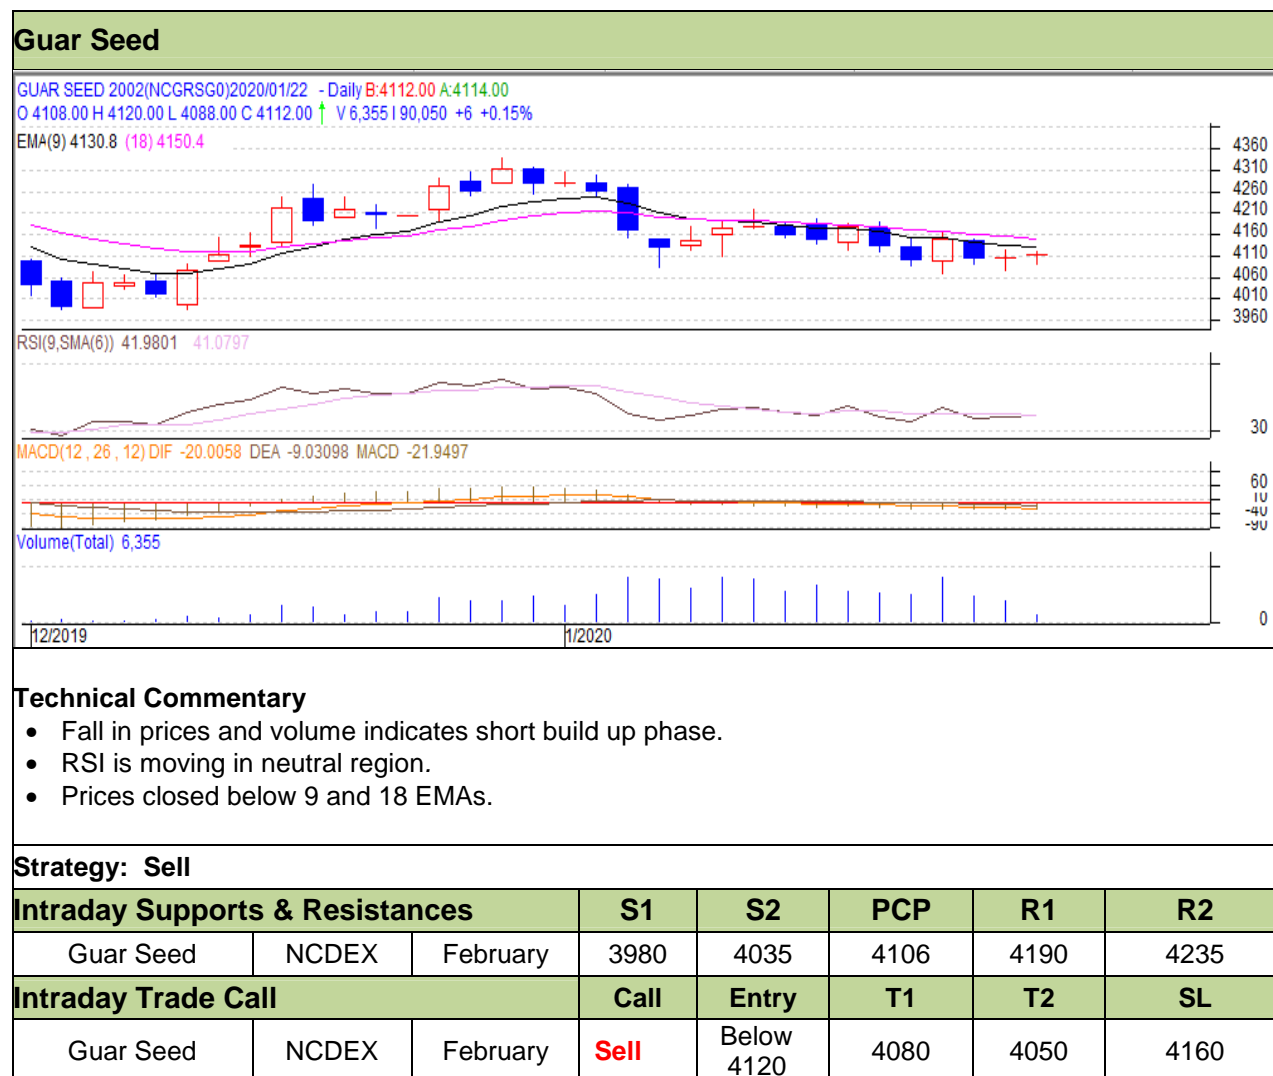 Guar Seed
GUAR SEED 2002(NCGRSG0)2020/01/22 - Daily B:4112.00 A:4114.00
O 4108.00 H 4120.00 L 4088.00 C 4112.00 V 6,355 I 90,050 +6 +0.15%
EMA(9) 4130.8 (18) 4150.4
4360
4310
4260
4210
4160
4110
4060
4010
3960
RSI(9,SMA(6)) 41.9801 41.0797
30
MACD(12 , 26 , 12) DIF -20.0058 DEA -9.03098 MACD -21.9497
60
10
-40
-90
Volume(Total) 6,355
0
12/2019 1/2020
Technical Commentary
• Fall in prices and volume indicates short build up phase.
• RSI is moving in neutral region.
• Prices closed below 9 and 18 EMAs.
Strategy: Sell
Intraday Supports & Resistances S1 S2 PCP R1 R2
Guar Seed NCDEX February 3980 4035 4106 4190 4235
Intraday Trade Call Call Entry T1 T2 SL
Guar Seed NCDEX February Sell Below 4120 4080 4050 4160